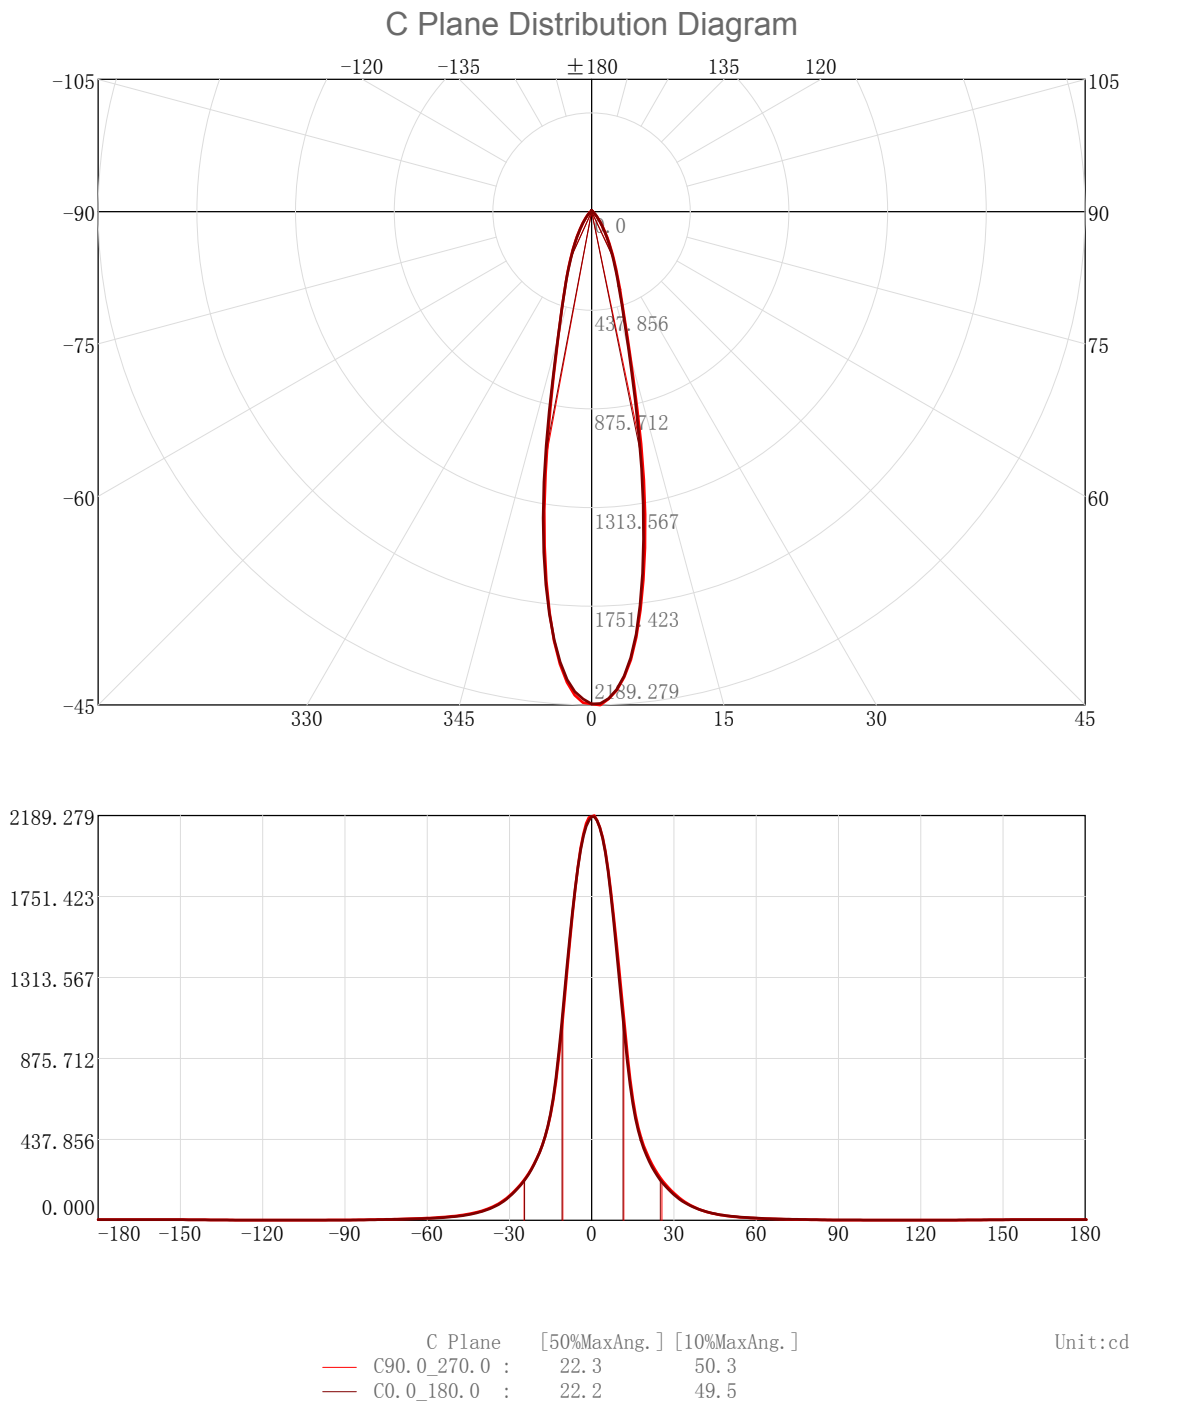 C Plane Distribution Diagram
-120 -135 ±180 135 120
-105 105
-90 90
0.0
437.856
-75 75
875.712
-60 60
1313.567
1751.423
2189.279
-45
330 345 0 15 30 45
2189.279
1751.423
1313.567
875.712
437.856
0.000
-180 -150 -120 -90 -60 -30 0 30 60 90 120 150 180
C Plane [50%MaxAng.] [10%MaxAng.] Unit:cd
C90.0_270.0 : 22.3 50.3
C0.0_180.0 : 22.2 49.5